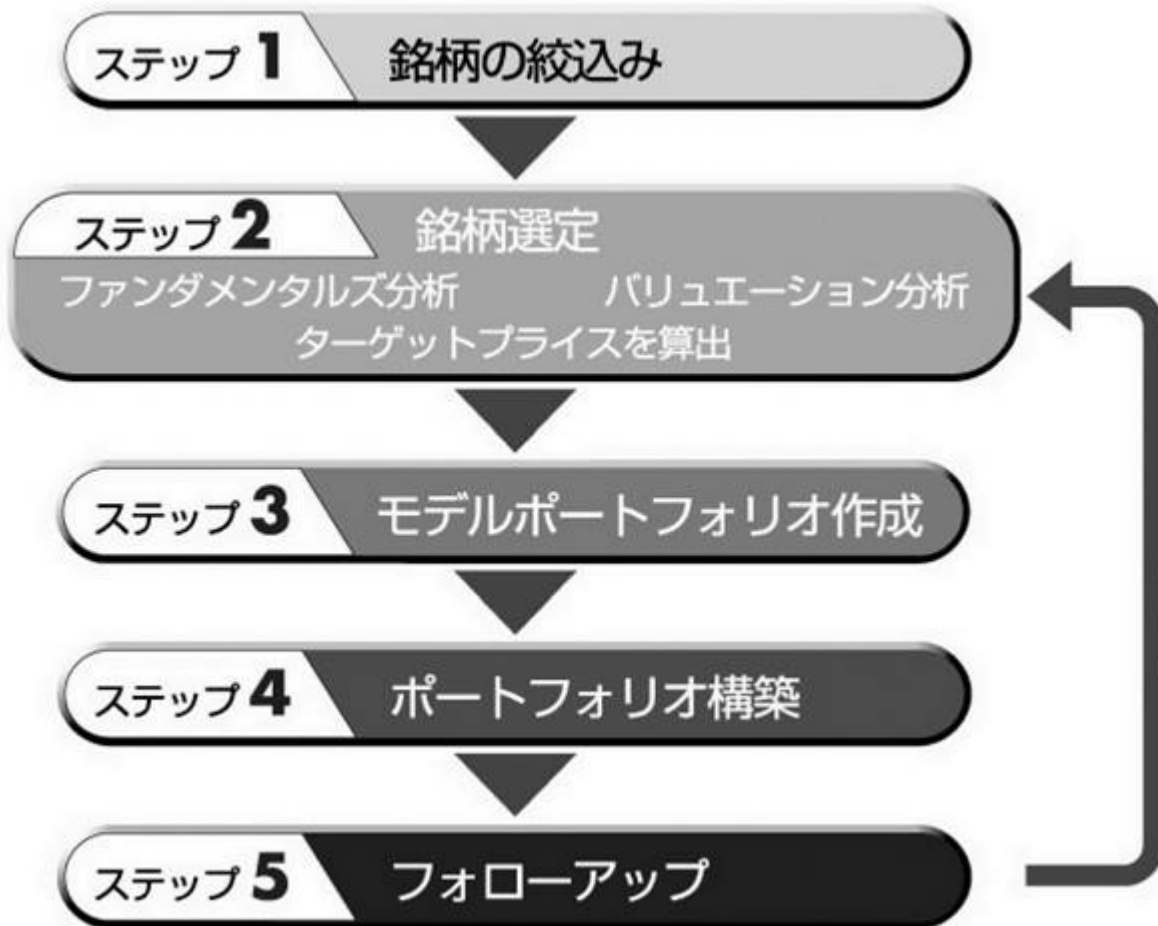 ステップ 1 銘柄の絞込み
ステップ 2 銘柄選定
ファンダメンタルズ分析 バリュエーション分析
ターゲットプライスを算出
ステップ 3 モデルポートフォリオ作成
ステップ 4 ポートフォリオ構築
ステップ 5 フォローアップ